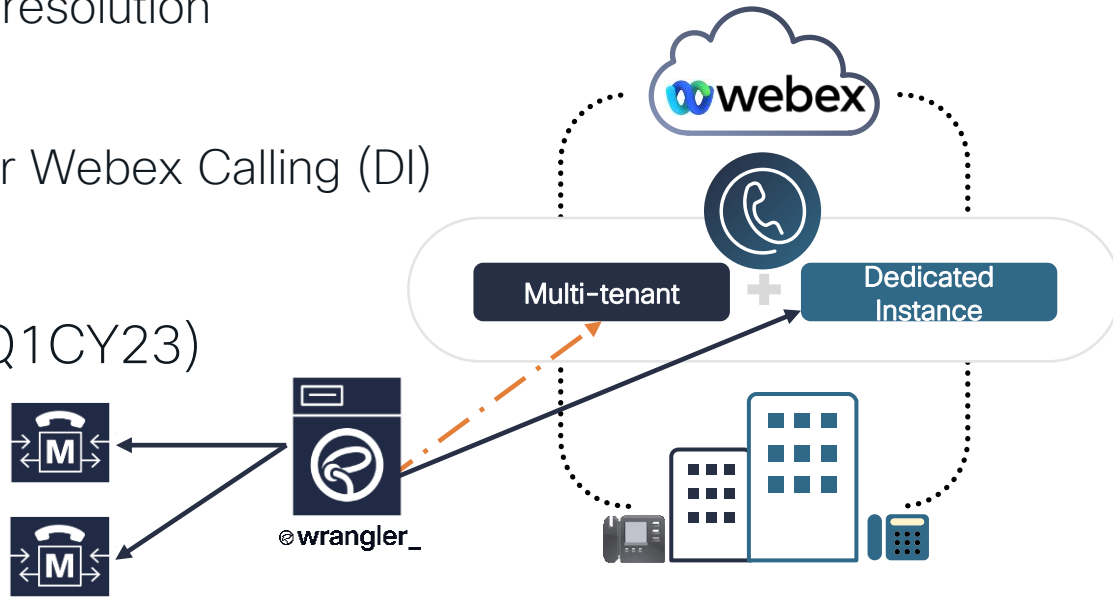 resolution
webex
r Webex Calling (DI)
Multi-tenant
Dedicated
Instance
Q1CY23)
M
M
@wrangler_